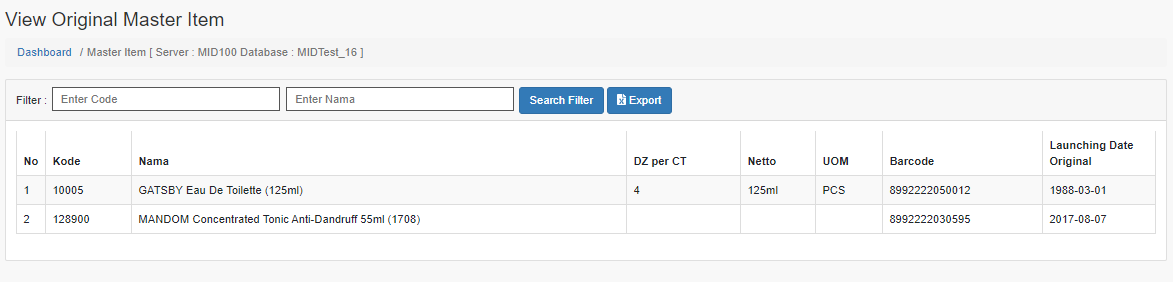 View Original Master Item
Dashboard / Master Item [ Server : MID100 Database : MIDTest_16 ]
Filter : Enter Code Enter Nama Search Filter Export
No Kode Nama DZ per CT Netto UOM Barcode Launching Date Original
1 10005 GATSBY Eau De Toilette (125ml) 4 125ml PCS 8992222050012 1988-03-01
2 128900 MANDOM Concentrated Tonic Anti-Dandruff 55ml (1708) 8992222030595 2017-08-07